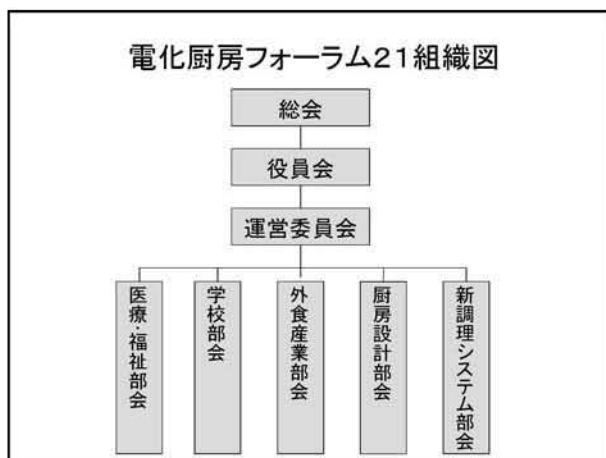 電化厨房フォーラム21組織図
総会
役員会
運営委員会
医療・福祉部会
学校部会
外食産業部会
厨房設計部会
新調理システム部会